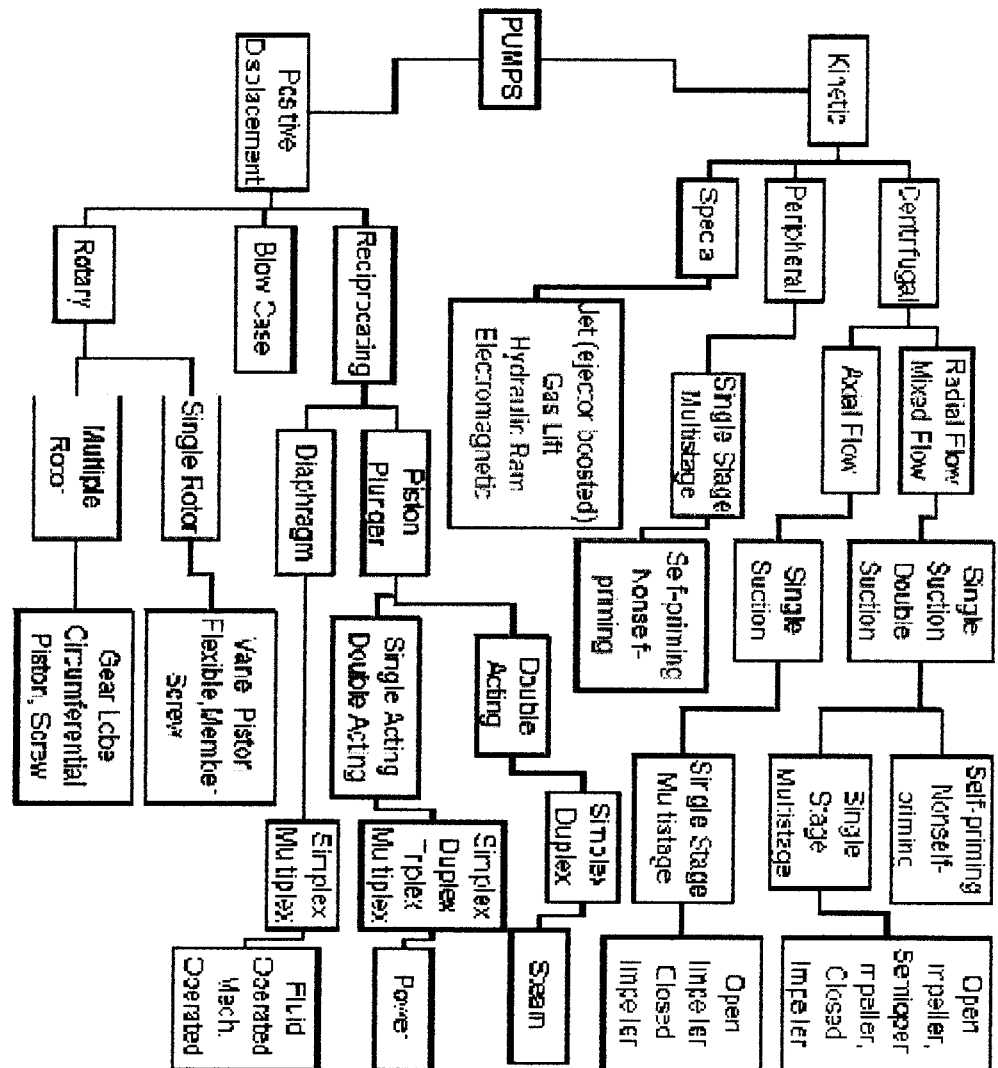 PUMPS
Kinetic
Centrifugal
Radial Flow
Mixed Flow
Single
Suction
Double
Suction
Self-priming
Nonself-
priming
Single
Stage
Multistage
Open
Impeller,
Semiopen
Impeller,
Closed
Impeller
Axial Flow
Single
Suction
Single Stage
Multistage
Open
Impeller
Closed
Impeller
Peripheral
Single Stage
Multistage
Self-priming
Nonself-
priming
Special
Jet (ejector boosted)
Gas Lift
Hydraulic Ram
Electromagnetic
Positive
Displacement
Reciprocating
Piston
Plunger
Double
Acting
Simplex
Duplex
Steam
Single Acting
Double Acting
Simplex
Duplex
Triplex
Multiplex
Power
Diaphragm
Simplex
Multiplex
Fluid
Operated
Mech.
Operated
Blow Case
Rotary
Single Rotor
Vane Piston
Flexible, Member
Screw
Multiple
Rotor
Gear Lobe
Circumferential
Piston, Screw